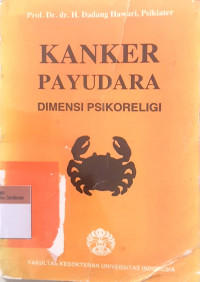 Prof. Dr. dr. H. Dadang Hawari, Psikiater
KANKER
PAYUDARA
DIMENSI PSIKORELIGI
FAKULTAS KEDOKTERAN UNIVERSITAS INDONESIA